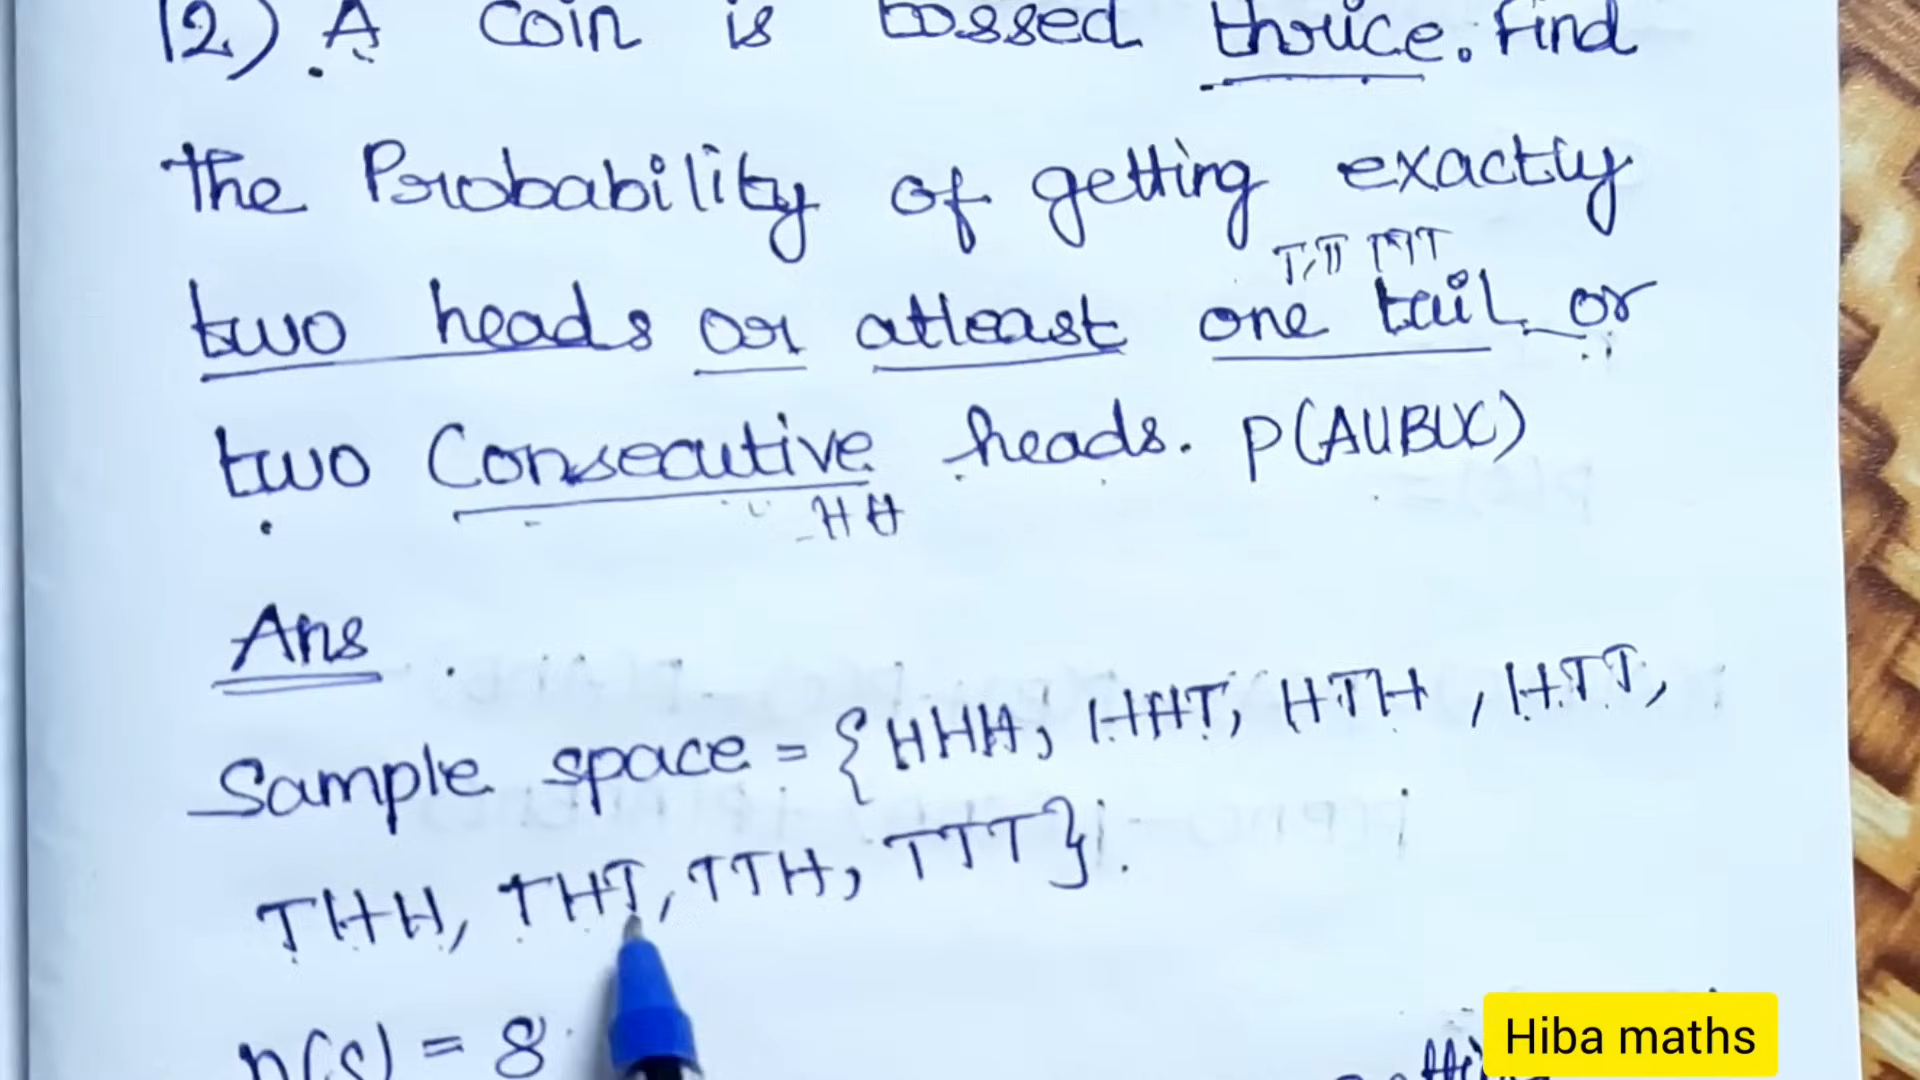 12) A coin is tossed thrice. Find
the Probability of getting exactly
two heads or atleast one tail or
two Consecutive heads. P(AUBUC)
HH
Ans
Sample space = {HHH, HHT, HTH, HTT,
THH, THT, TTH, TTT}.
n(s) = 8
Hiba maths